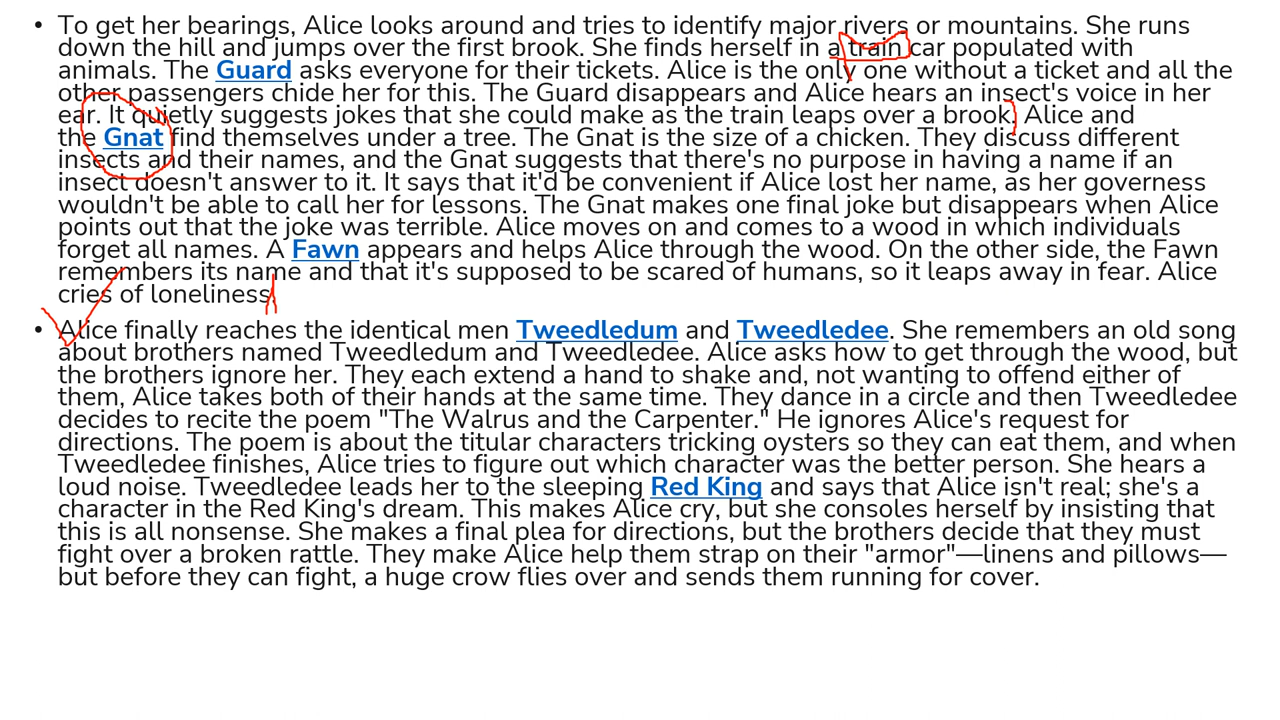 • To get her bearings, Alice looks around and tries to identify major rivers or mountains. She runs
down the hill and jumps over the first brook. She finds herself in a train car populated with
animals. The Guard asks everyone for their tickets. Alice is the only one without a ticket and all the
other passengers chide her for this. The Guard disappears and Alice hears an insect's voice in her
ear. It quietly suggests jokes that she could make as the train leaps over a brook. Alice and
the Gnat find themselves under a tree. The Gnat is the size of a chicken. They discuss different
insects and their names, and the Gnat suggests that there's no purpose in having a name if an
insect doesn't answer to it. It says that it'd be convenient if Alice lost her name, as her governess
wouldn't be able to call her for lessons. The Gnat makes one final joke but disappears when Alice
points out that the joke was terrible. Alice moves on and comes to a wood in which individuals
forget all names. A Fawn appears and helps Alice through the wood. On the other side, the Fawn
remembers its name and that it's supposed to be scared of humans, so it leaps away in fear. Alice
cries of loneliness.
• Alice finally reaches the identical men Tweedledum and Tweedledee. She remembers an old song
about brothers named Tweedledum and Tweedledee. Alice asks how to get through the wood, but
the brothers ignore her. They each extend a hand to shake and, not wanting to offend either of
them, Alice takes both of their hands at the same time. They dance in a circle and then Tweedledee
decides to recite the poem "The Walrus and the Carpenter." He ignores Alice's request for
directions. The poem is about the titular characters tricking oysters so they can eat them, and when
Tweedledee finishes, Alice tries to figure out which character was the better person. She hears a
loud noise. Tweedledee leads her to the sleeping Red King and says that Alice isn't real; she's a
character in the Red King's dream. This makes Alice cry, but she consoles herself by insisting that
this is all nonsense. She makes a final plea for directions, but the brothers decide that they must
fight over a broken rattle. They make Alice help them strap on their "armor"—linens and pillows—
but before they can fight, a huge crow flies over and sends them running for cover.